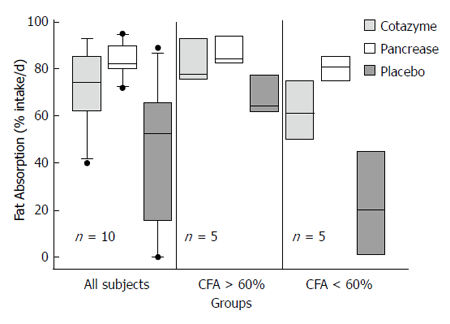 100
80
60
40
20
0
Fat Absorption (% intake/d)
Cotazyme
Pancrease
Placebo
n = 10
n = 5
n = 5
All subjects
CFA > 60%
CFA < 60%
Groups